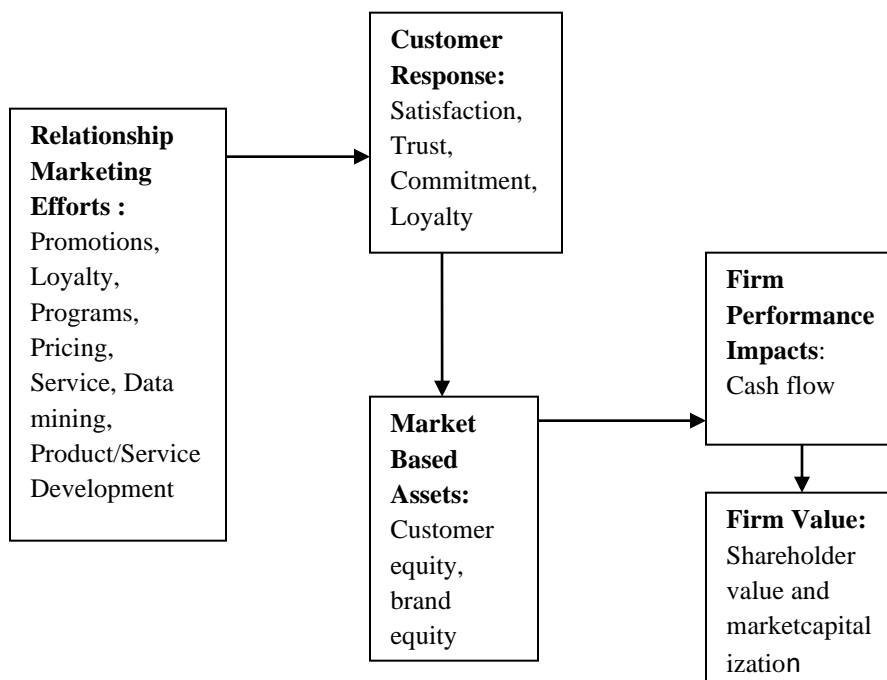 Relationship
Marketing
Efforts :
Promotions,
Loyalty,
Programs,
Pricing,
Service, Data
mining,
Product/Service
Development
Customer
Response:
Satisfaction,
Trust,
Commitment,
Loyalty
Market
Based
Assets:
Customer
equity,
brand
equity
Firm
Performance
Impacts:
Cash flow
Firm Value:
Shareholder
value and
marketcapital
ization